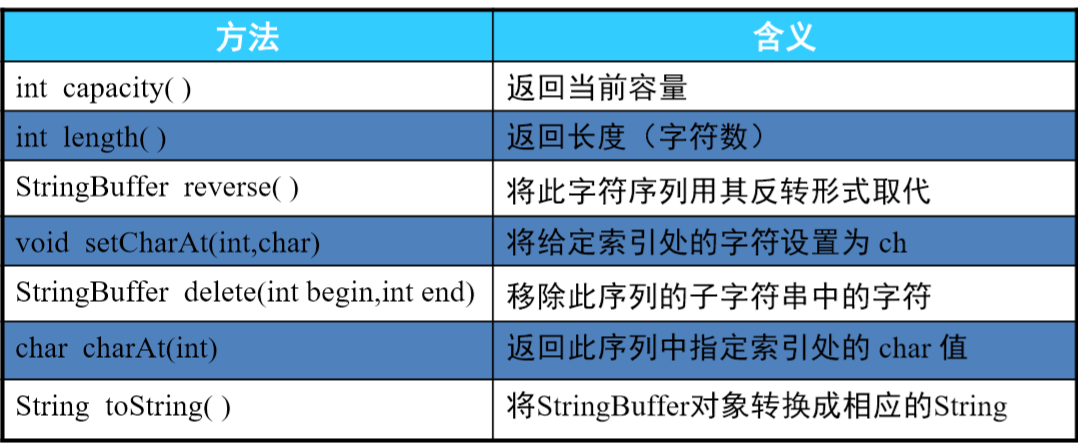 方法 含义
int capacity( ) 返回当前容量
int length( ) 返回长度（字符数）
StringBuffer reverse( ) 将此字符序列用其反转形式取代
void setCharAt(int,char) 将给定索引处的字符设置为 ch
StringBuffer delete(int begin,int end) 移除此序列的子字符串中的字符
char charAt(int) 返回此序列中指定索引处的 char 值
String toString( ) 将StringBuffer对象转换成相应的String